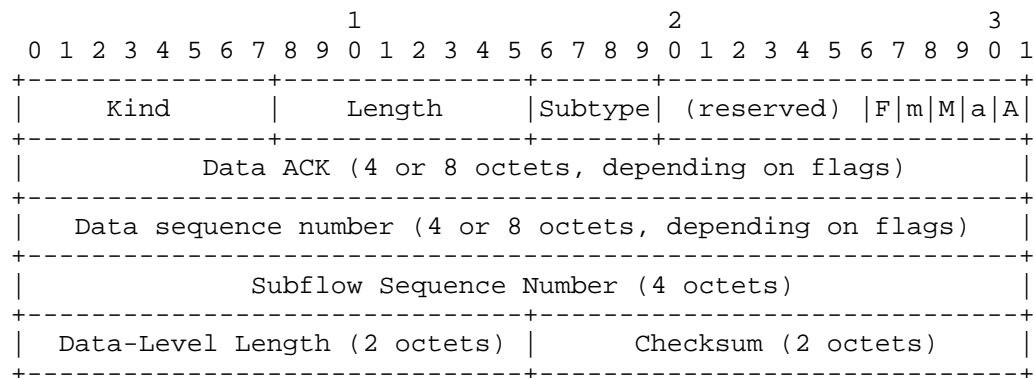 1                   2                   3
 0 1 2 3 4 5 6 7 8 9 0 1 2 3 4 5 6 7 8 9 0 1 2 3 4 5 6 7 8 9 0 1
+---------------+---------------+-------+----------------------+
|     Kind      |    Length     |Subtype| (reserved) |F|m|M|a|A|
+---------------+---------------+-------+----------------------+
|           Data ACK (4 or 8 octets, depending on flags)       |
+--------------------------------------------------------------+
|   Data sequence number (4 or 8 octets, depending on flags)   |
+--------------------------------------------------------------+
|              Subflow Sequence Number (4 octets)              |
+-------------------------------+------------------------------+
|  Data-Level Length (2 octets) |      Checksum (2 octets)     |
+-------------------------------+------------------------------+